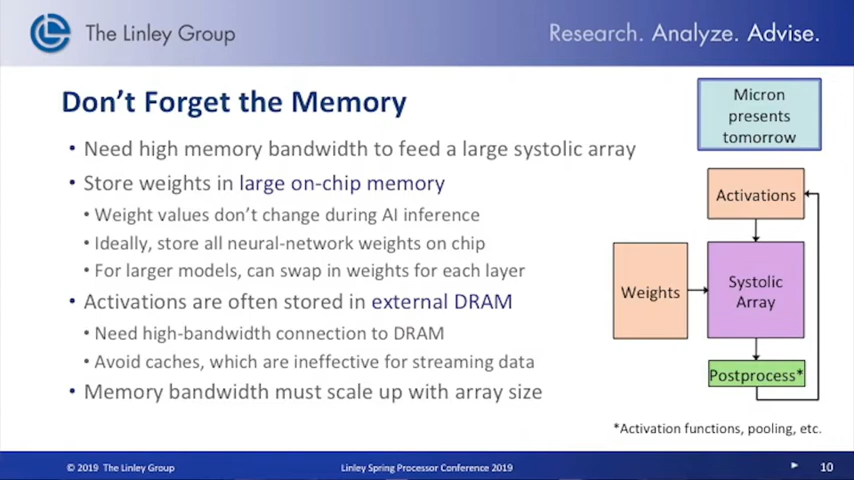 The Linley Group
Research. Analyze. Advise.
Don't Forget the Memory
• Need high memory bandwidth to feed a large systolic array
• Store weights in large on-chip memory
• Weight values don't change during AI inference
• Ideally, store all neural-network weights on chip
• For larger models, can swap in weights for each layer
• Activations are often stored in external DRAM
• Need high-bandwidth connection to DRAM
• Avoid caches, which are ineffective for streaming data
• Memory bandwidth must scale up with array size
Micron
presents
tomorrow
Activations
Weights
Systolic
Array
Postprocess*
*Activation functions, pooling, etc.
© 2019 The Linley Group
Linley Spring Processor Conference 2019
10